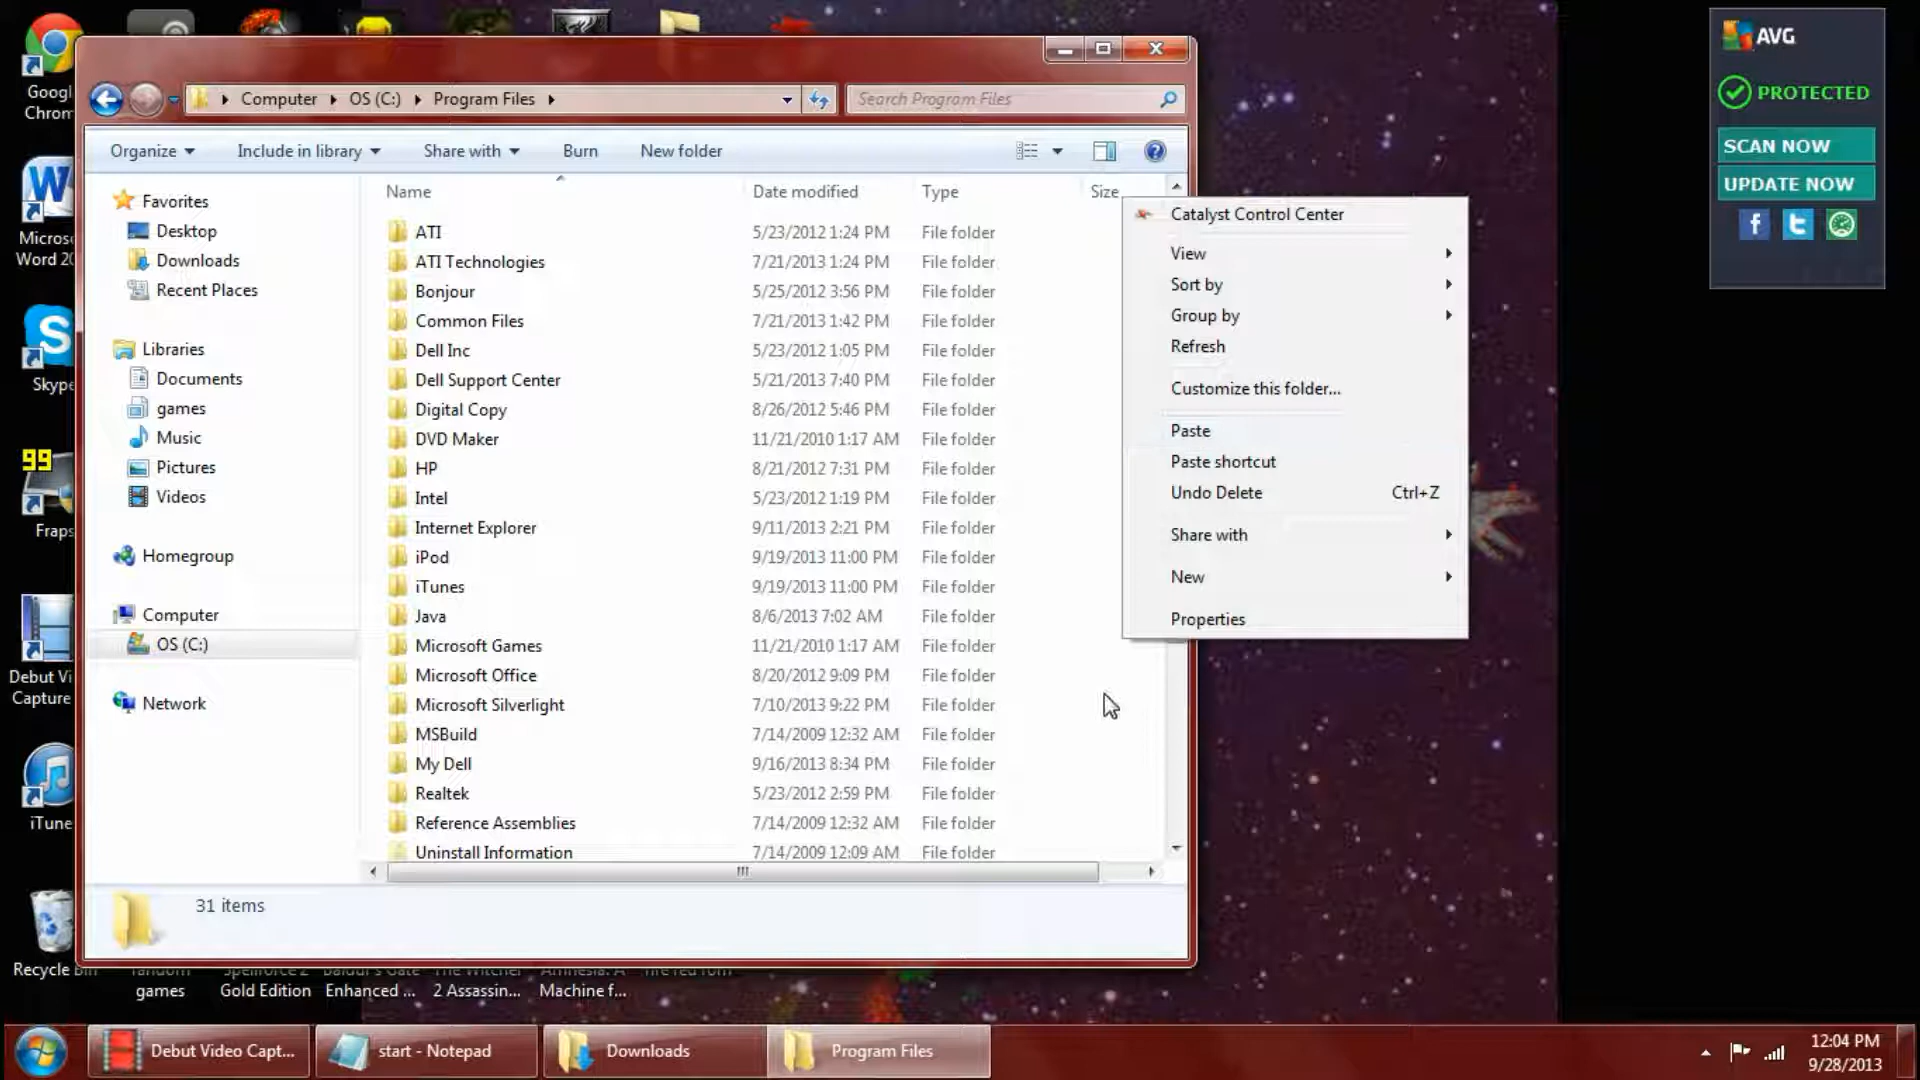 Googl
Chrom
Micros
Word 20
Skype
99
Fraps
Debut Vi
Capture
iTune
Recycle Bin
Computer
OS (C:)
Program Files
Search Program Files
Organize
Include in library
Share with
Burn
New folder
Favorites
Desktop
Downloads
Recent Places
Libraries
Documents
games
Music
Pictures
Videos
Homegroup
Computer
OS (C:)
Network
Name Date modified Type Size
ATI 5/23/2012 1:24 PM File folder
ATI Technologies 7/21/2013 1:24 PM File folder
Bonjour 5/25/2012 3:56 PM File folder
Common Files 7/21/2013 1:42 PM File folder
Dell Inc 5/23/2012 1:05 PM File folder
Dell Support Center 5/21/2013 7:40 PM File folder
Digital Copy 8/26/2012 5:46 PM File folder
DVD Maker 11/21/2010 1:17 AM File folder
HP 8/21/2012 7:31 PM File folder
Intel 5/23/2012 1:19 PM File folder
Internet Explorer 9/11/2013 2:21 PM File folder
iPod 9/19/2013 11:00 PM File folder
iTunes 9/19/2013 11:00 PM File folder
Java 8/6/2013 7:02 AM File folder
Microsoft Games 11/21/2010 1:17 AM File folder
Microsoft Office 8/20/2012 9:09 PM File folder
Microsoft Silverlight 7/10/2013 9:22 PM File folder
MSBuild 7/14/2009 12:32 AM File folder
My Dell 9/16/2013 8:34 PM File folder
Realtek 5/23/2012 2:59 PM File folder
Reference Assemblies 7/14/2009 12:32 AM File folder
Uninstall Information 7/14/2009 12:09 AM File folder
31 items
Catalyst Control Center
View
Sort by
Group by
Refresh
Customize this folder...
Paste
Paste shortcut
Undo Delete Ctrl+Z
Share with
New
Properties
AVG
PROTECTED
SCAN NOW
UPDATE NOW
random
games
Spellforce 2
Gold Edition
Baldur's Gate
Enhanced ...
The Witcher
2 Assassin...
Amnesia: A
Machine f...
Debut Video Capt...
start - Notepad
Downloads
Program Files
12:04 PM
9/28/2013